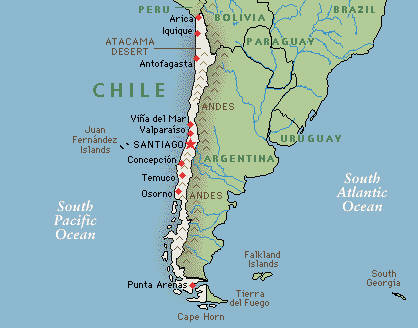 PERU
BOLIVIA
BRAZIL
Arica
Iquique
ATACAMA
DESERT
PARAGUAY
Antofagasta
CHILE
ANDES
Viña del Mar
Valparaíso
Juan
Fernández
Islands
SANTIAGO
URUGUAY
Concepción
ARGENTINA
Temuco
Osorno
ANDES
South
Pacific
Ocean
South
Atlantic
Ocean
Falkland
Islands
South
Georgia
Punta Arenas
Tierra
del Fuego
Cape Horn